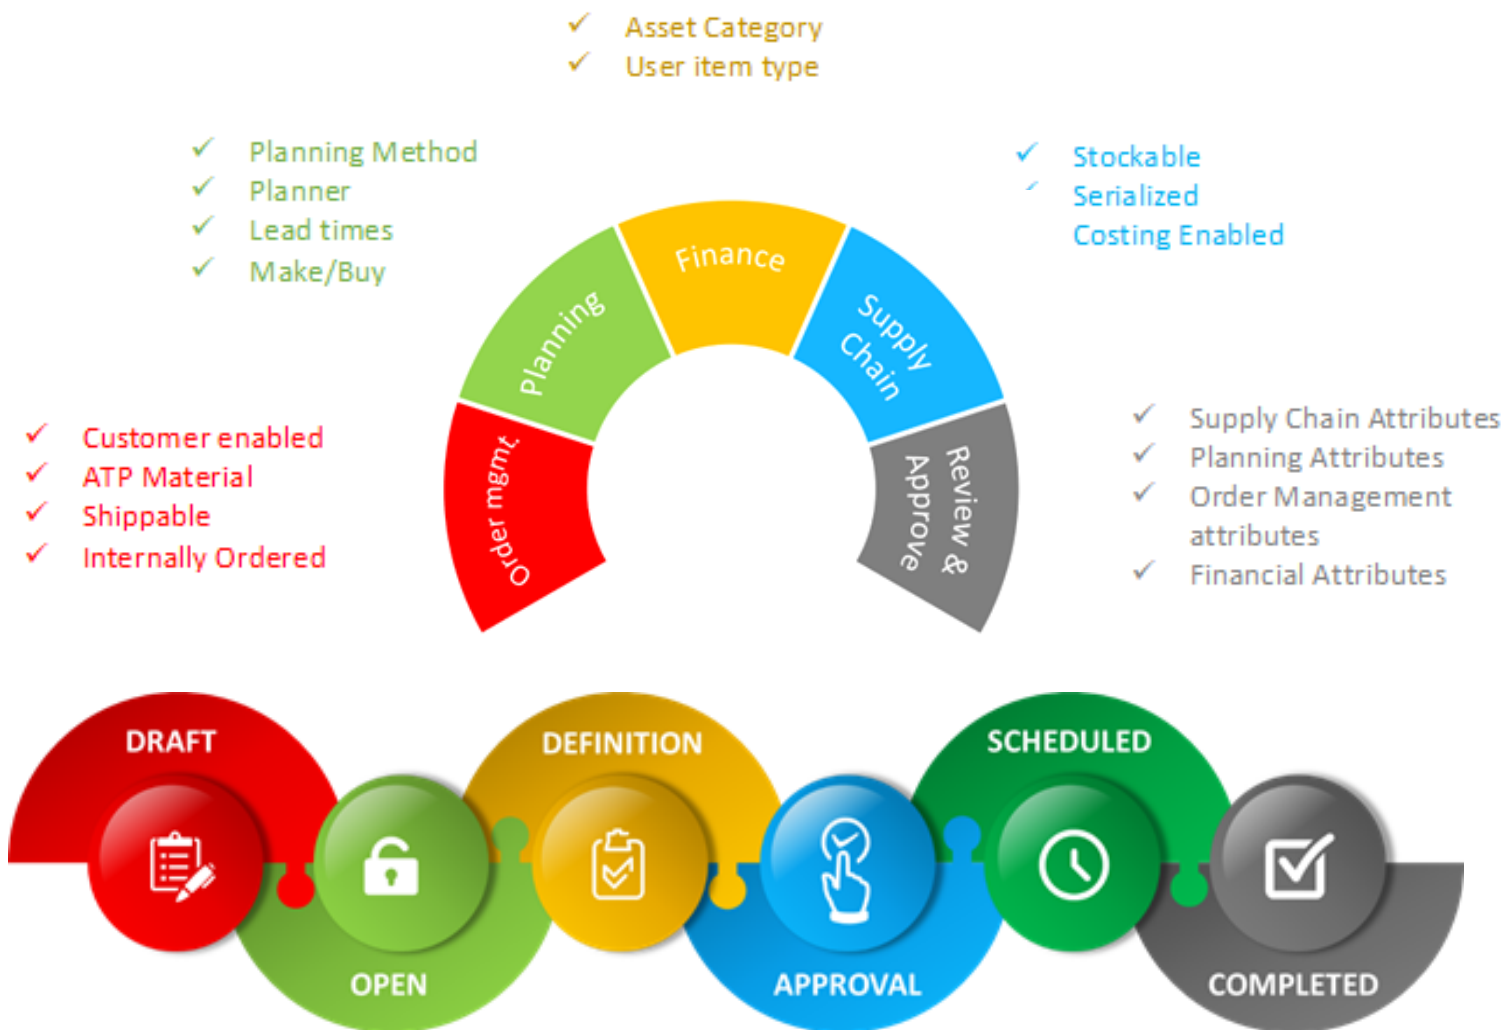 Asset Category
User item type
Planning Method
Planner
Lead times
Make/Buy
Stockable
Serialized
Costing Enabled
Finance
Planning
Supply
Chain
Order mgmt.
Review &
Approve
Customer enabled
ATP Material
Shippable
Internally Ordered
Supply Chain Attributes
Planning Attributes
Order Management
attributes
Financial Attributes
DRAFT
DEFINITION
SCHEDULED
OPEN
APPROVAL
COMPLETED